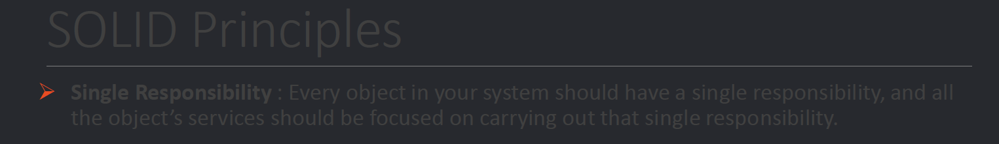 SOLID Principles
Single Responsibility : Every object in your system should have a single responsibility, and all
the object’s services should be focused on carrying out that single responsibility.